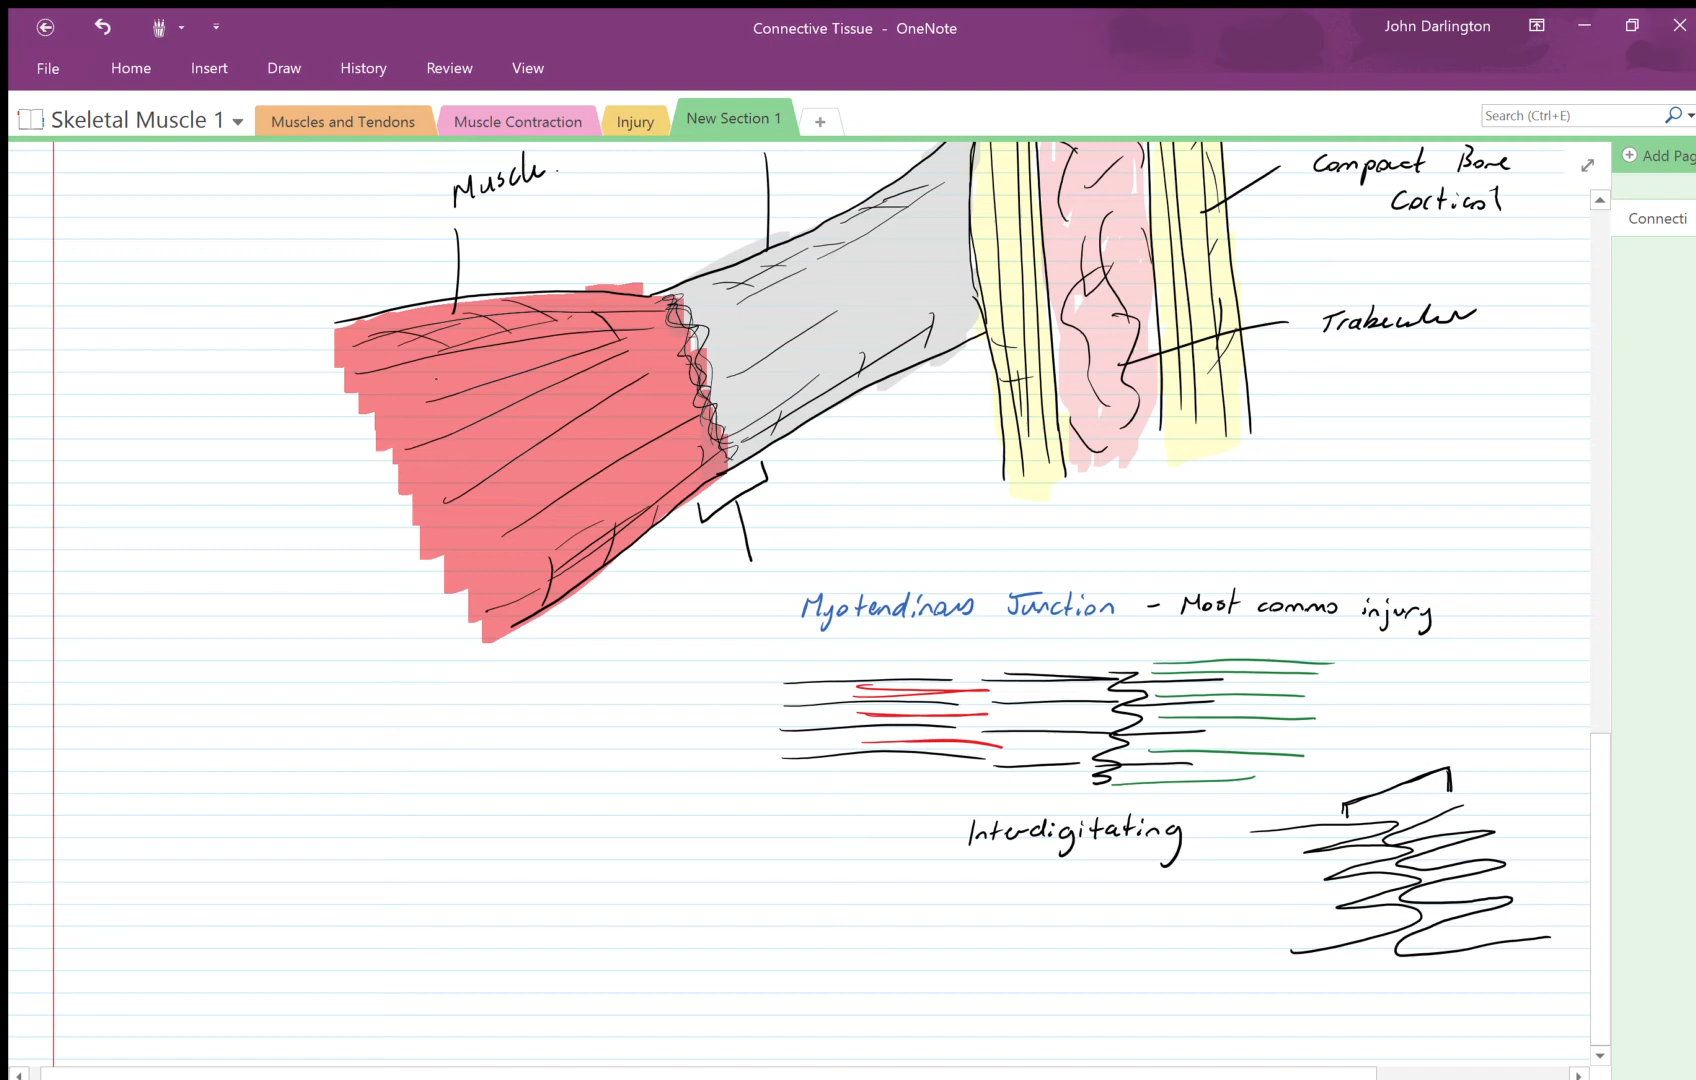 Connective Tissue - OneNote
John Darlington
File Home Insert Draw History Review View
Skeletal Muscle 1
Muscles and Tendons
Muscle Contraction
Injury
New Section 1
Search (Ctrl+E)
Add Pag
Connecti
Muscle.
Compact Bone
Cortical
Trabecular
Myotendinous Junction - Most commo injury
Interdigitating